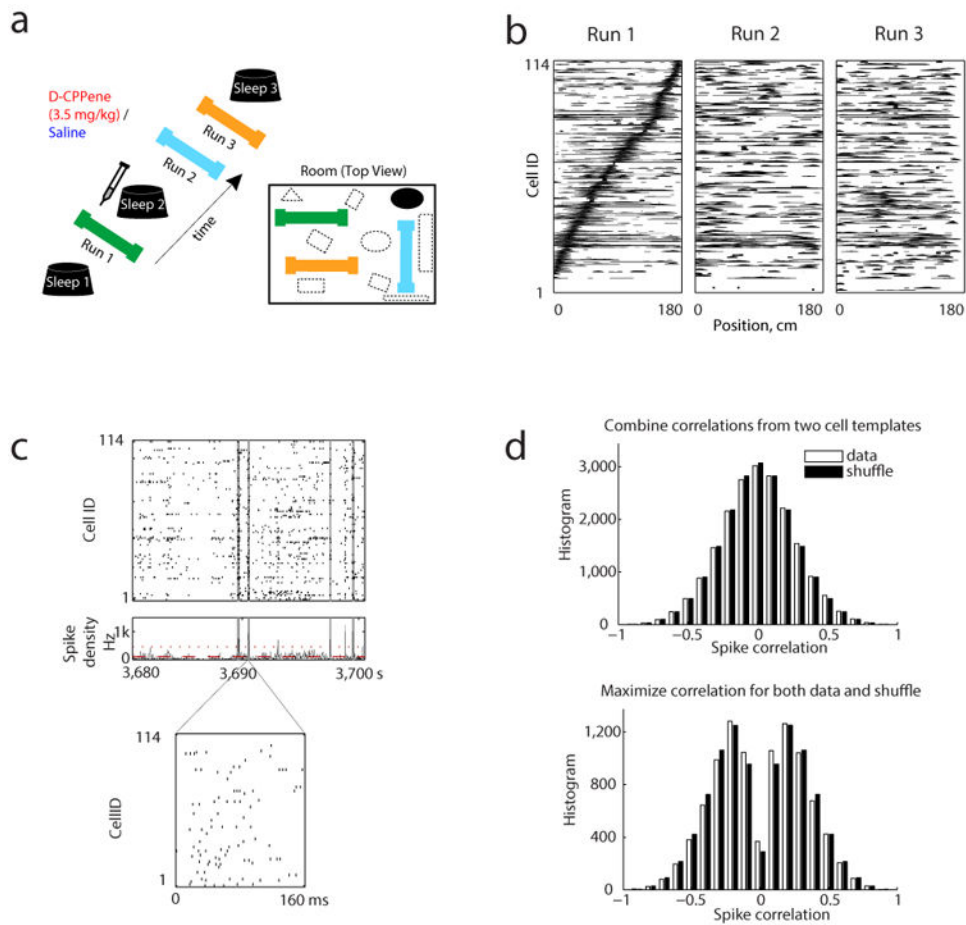 a
D-CPPene
(3.5 mg/kg) /
Saline
Sleep 3
Run 3
Run 2
Sleep 2
Run 1
time
Sleep 1
Room (Top View)
b
Run 1 Run 2 Run 3
114
Cell ID
1
0 180 0 180 0 180
Position, cm
c
114
Cell ID
1
Spike
density
Hz
1k
0
3,680 3,690 3,700 s
114
CellID
1
0 160 ms
d
Combine correlations from two cell templates
data
shuffle
3,000
2,000
1,000
0
Histogram
−1 −0.5 0 0.5 1
Spike correlation
Maximize correlation for both data and shuffle
1,200
800
400
0
Histogram
−1 −0.5 0 0.5 1
Spike correlation